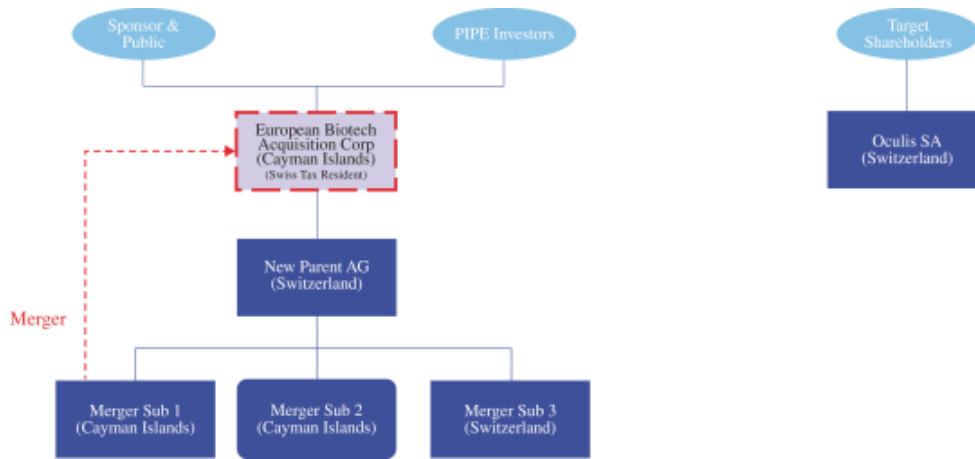 Sponsor &
Public
PIPE Investors
Target
Shareholders
European Biotech
Acquisition Corp
(Cayman Islands)
(Swiss Tax Resident)
Oculis SA
(Switzerland)
New Parent AG
(Switzerland)
Merger
Merger Sub 1
(Cayman Islands)
Merger Sub 2
(Cayman Islands)
Merger Sub 3
(Switzerland)